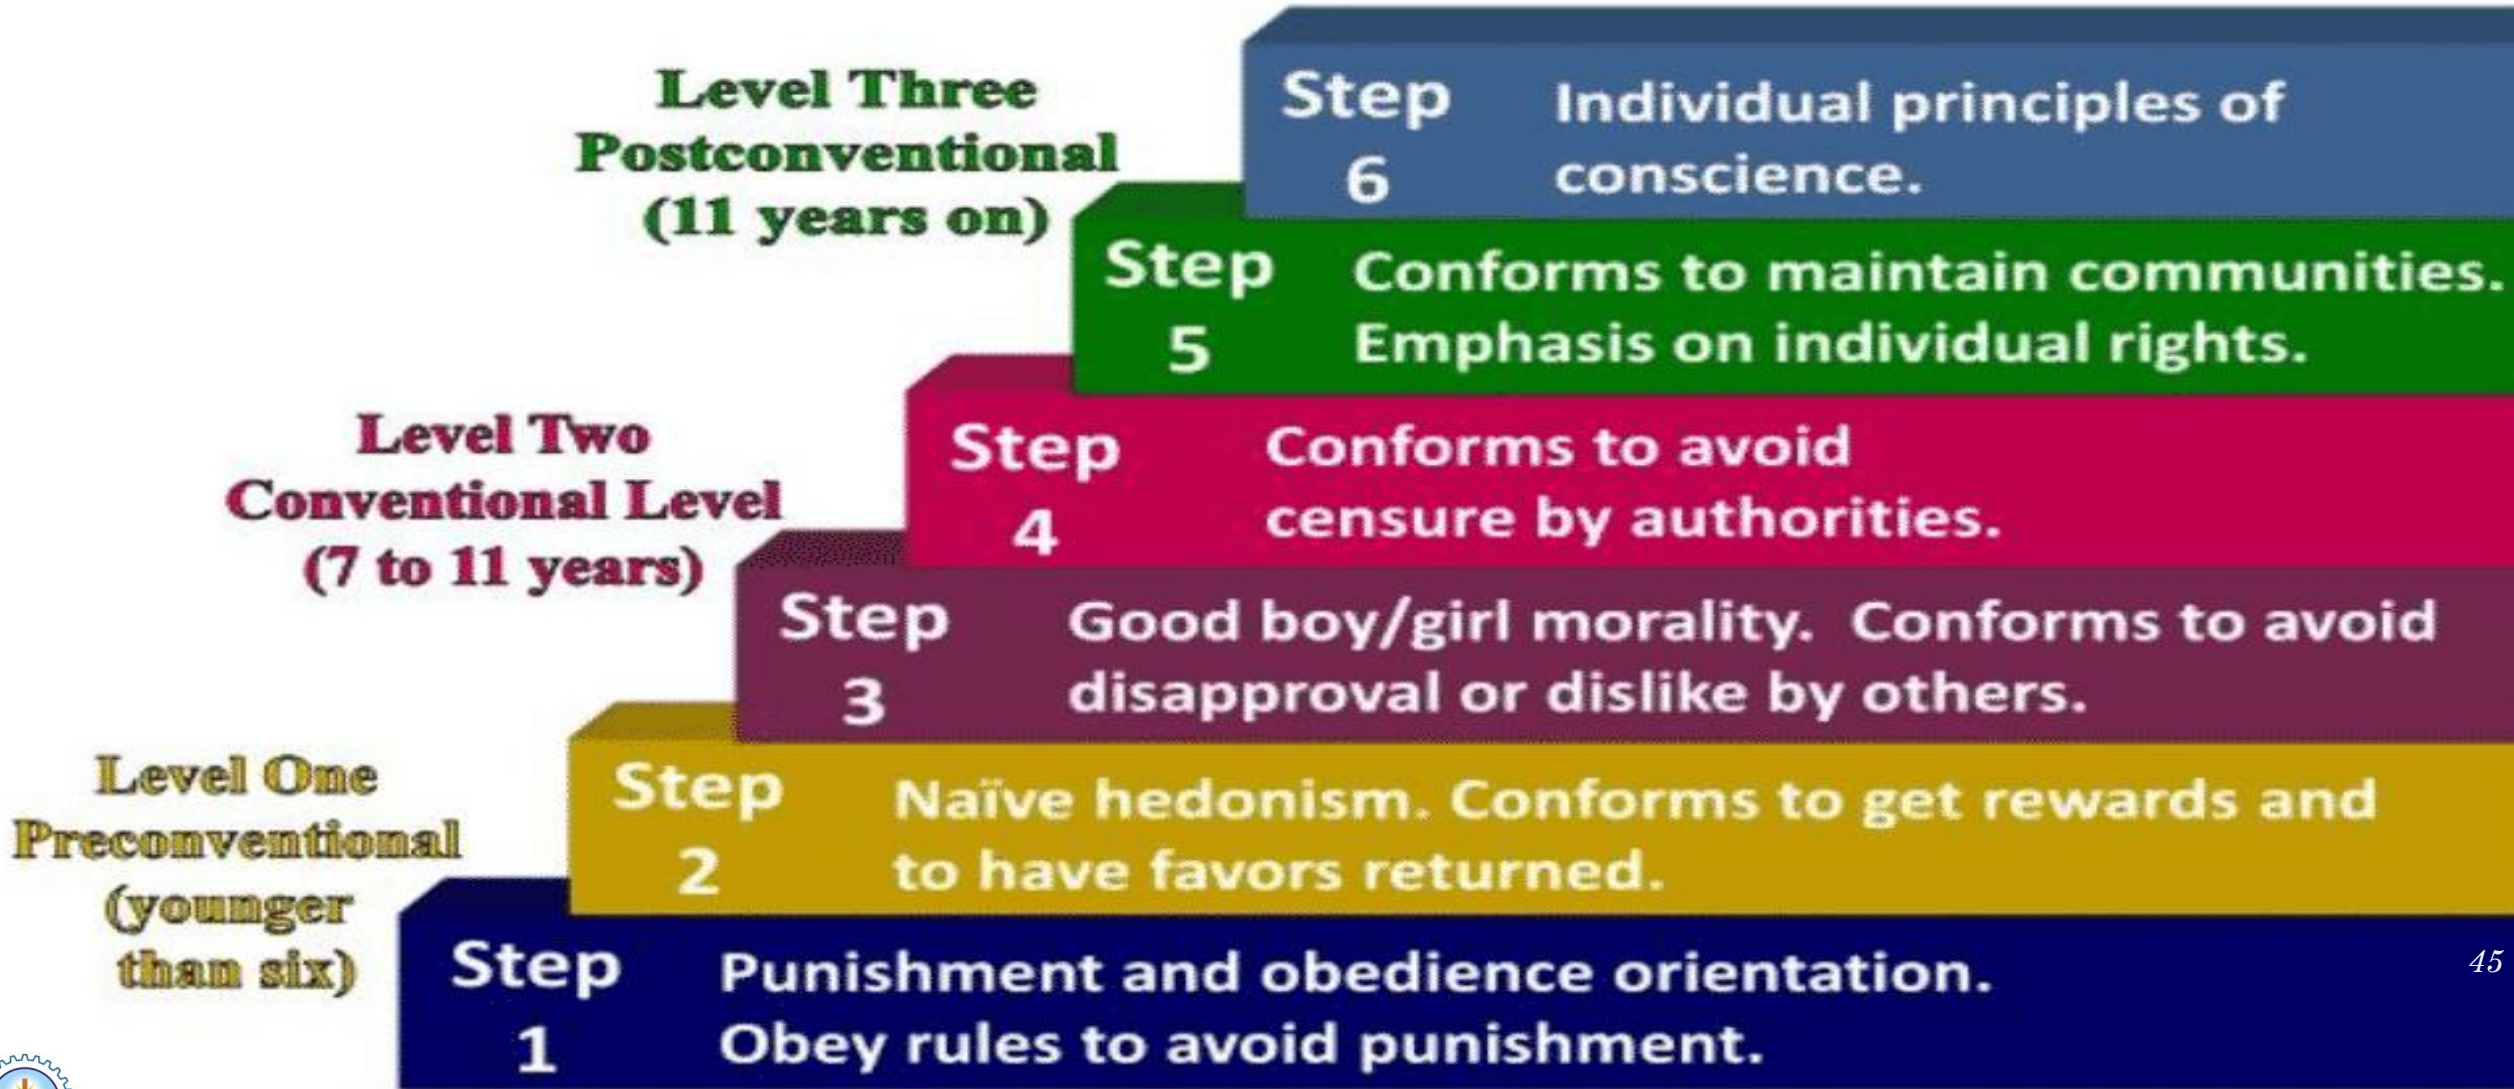 Level Three
Postconventional
(11 years on)
Step
6
Individual principles of
conscience.
Step
5
Conforms to maintain communities.
Emphasis on individual rights.
Level Two
Conventional Level
(7 to 11 years)
Step
4
Conforms to avoid
censure by authorities.
Step
3
Good boy/girl morality.  Conforms to avoid
disapproval or dislike by others.
Level One
Preconventional
(younger
than six)
Step
2
Naïve hedonism. Conforms to get rewards and
to have favors returned.
Step
1
Punishment and obedience orientation.
Obey rules to avoid punishment.
45